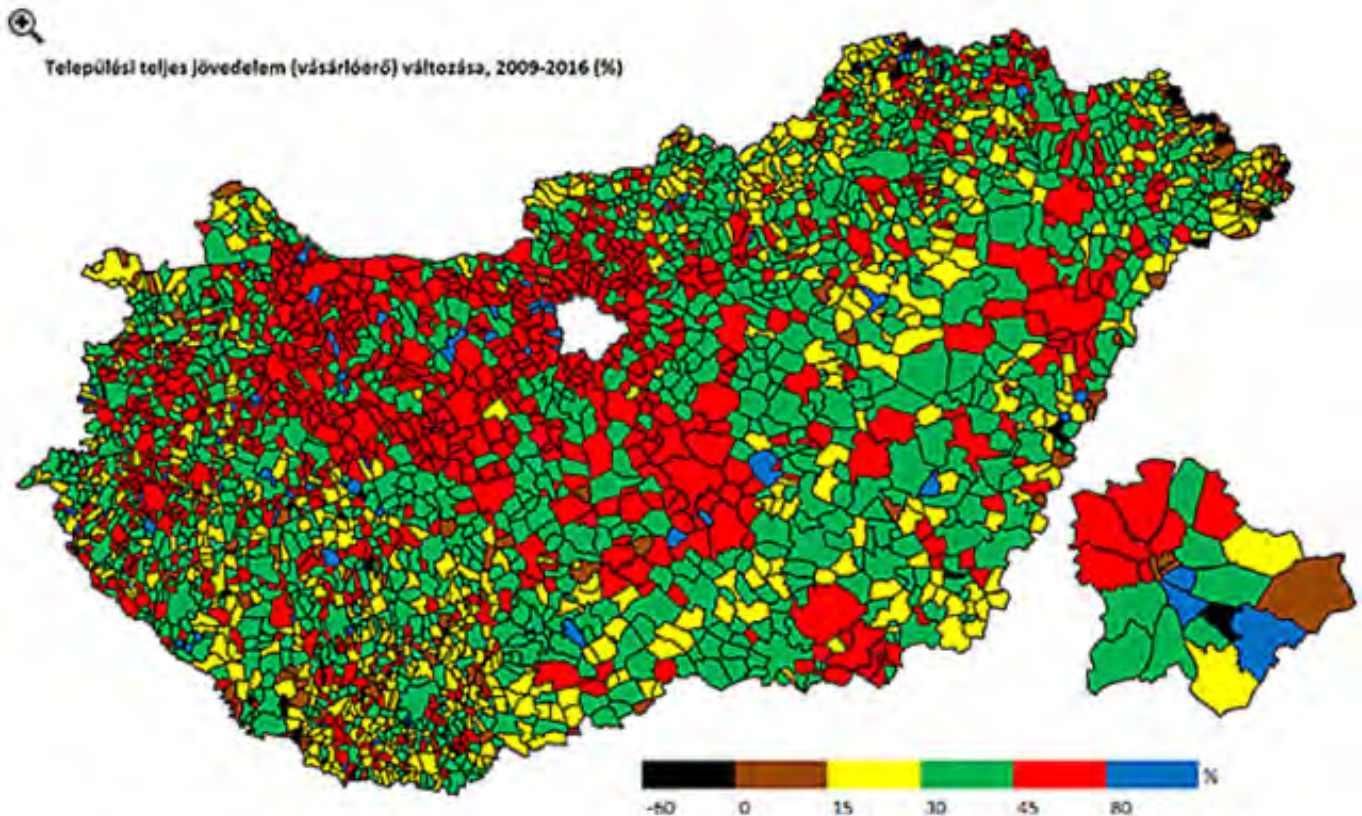 Települési teljes jövedelem (vásárlóerő) változása, 2009-2016 (%)
%
-60 0 15 30 45 80